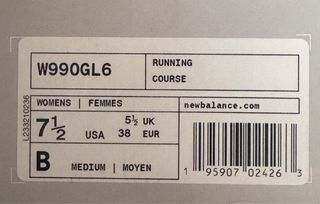 W990GL6
RUNNING
COURSE
WOMENS | FEMMES
newbalance.com
7½ USA
5½ UK
38 EUR
B MEDIUM | MOYEN
L233210236
1 95907 02426 3